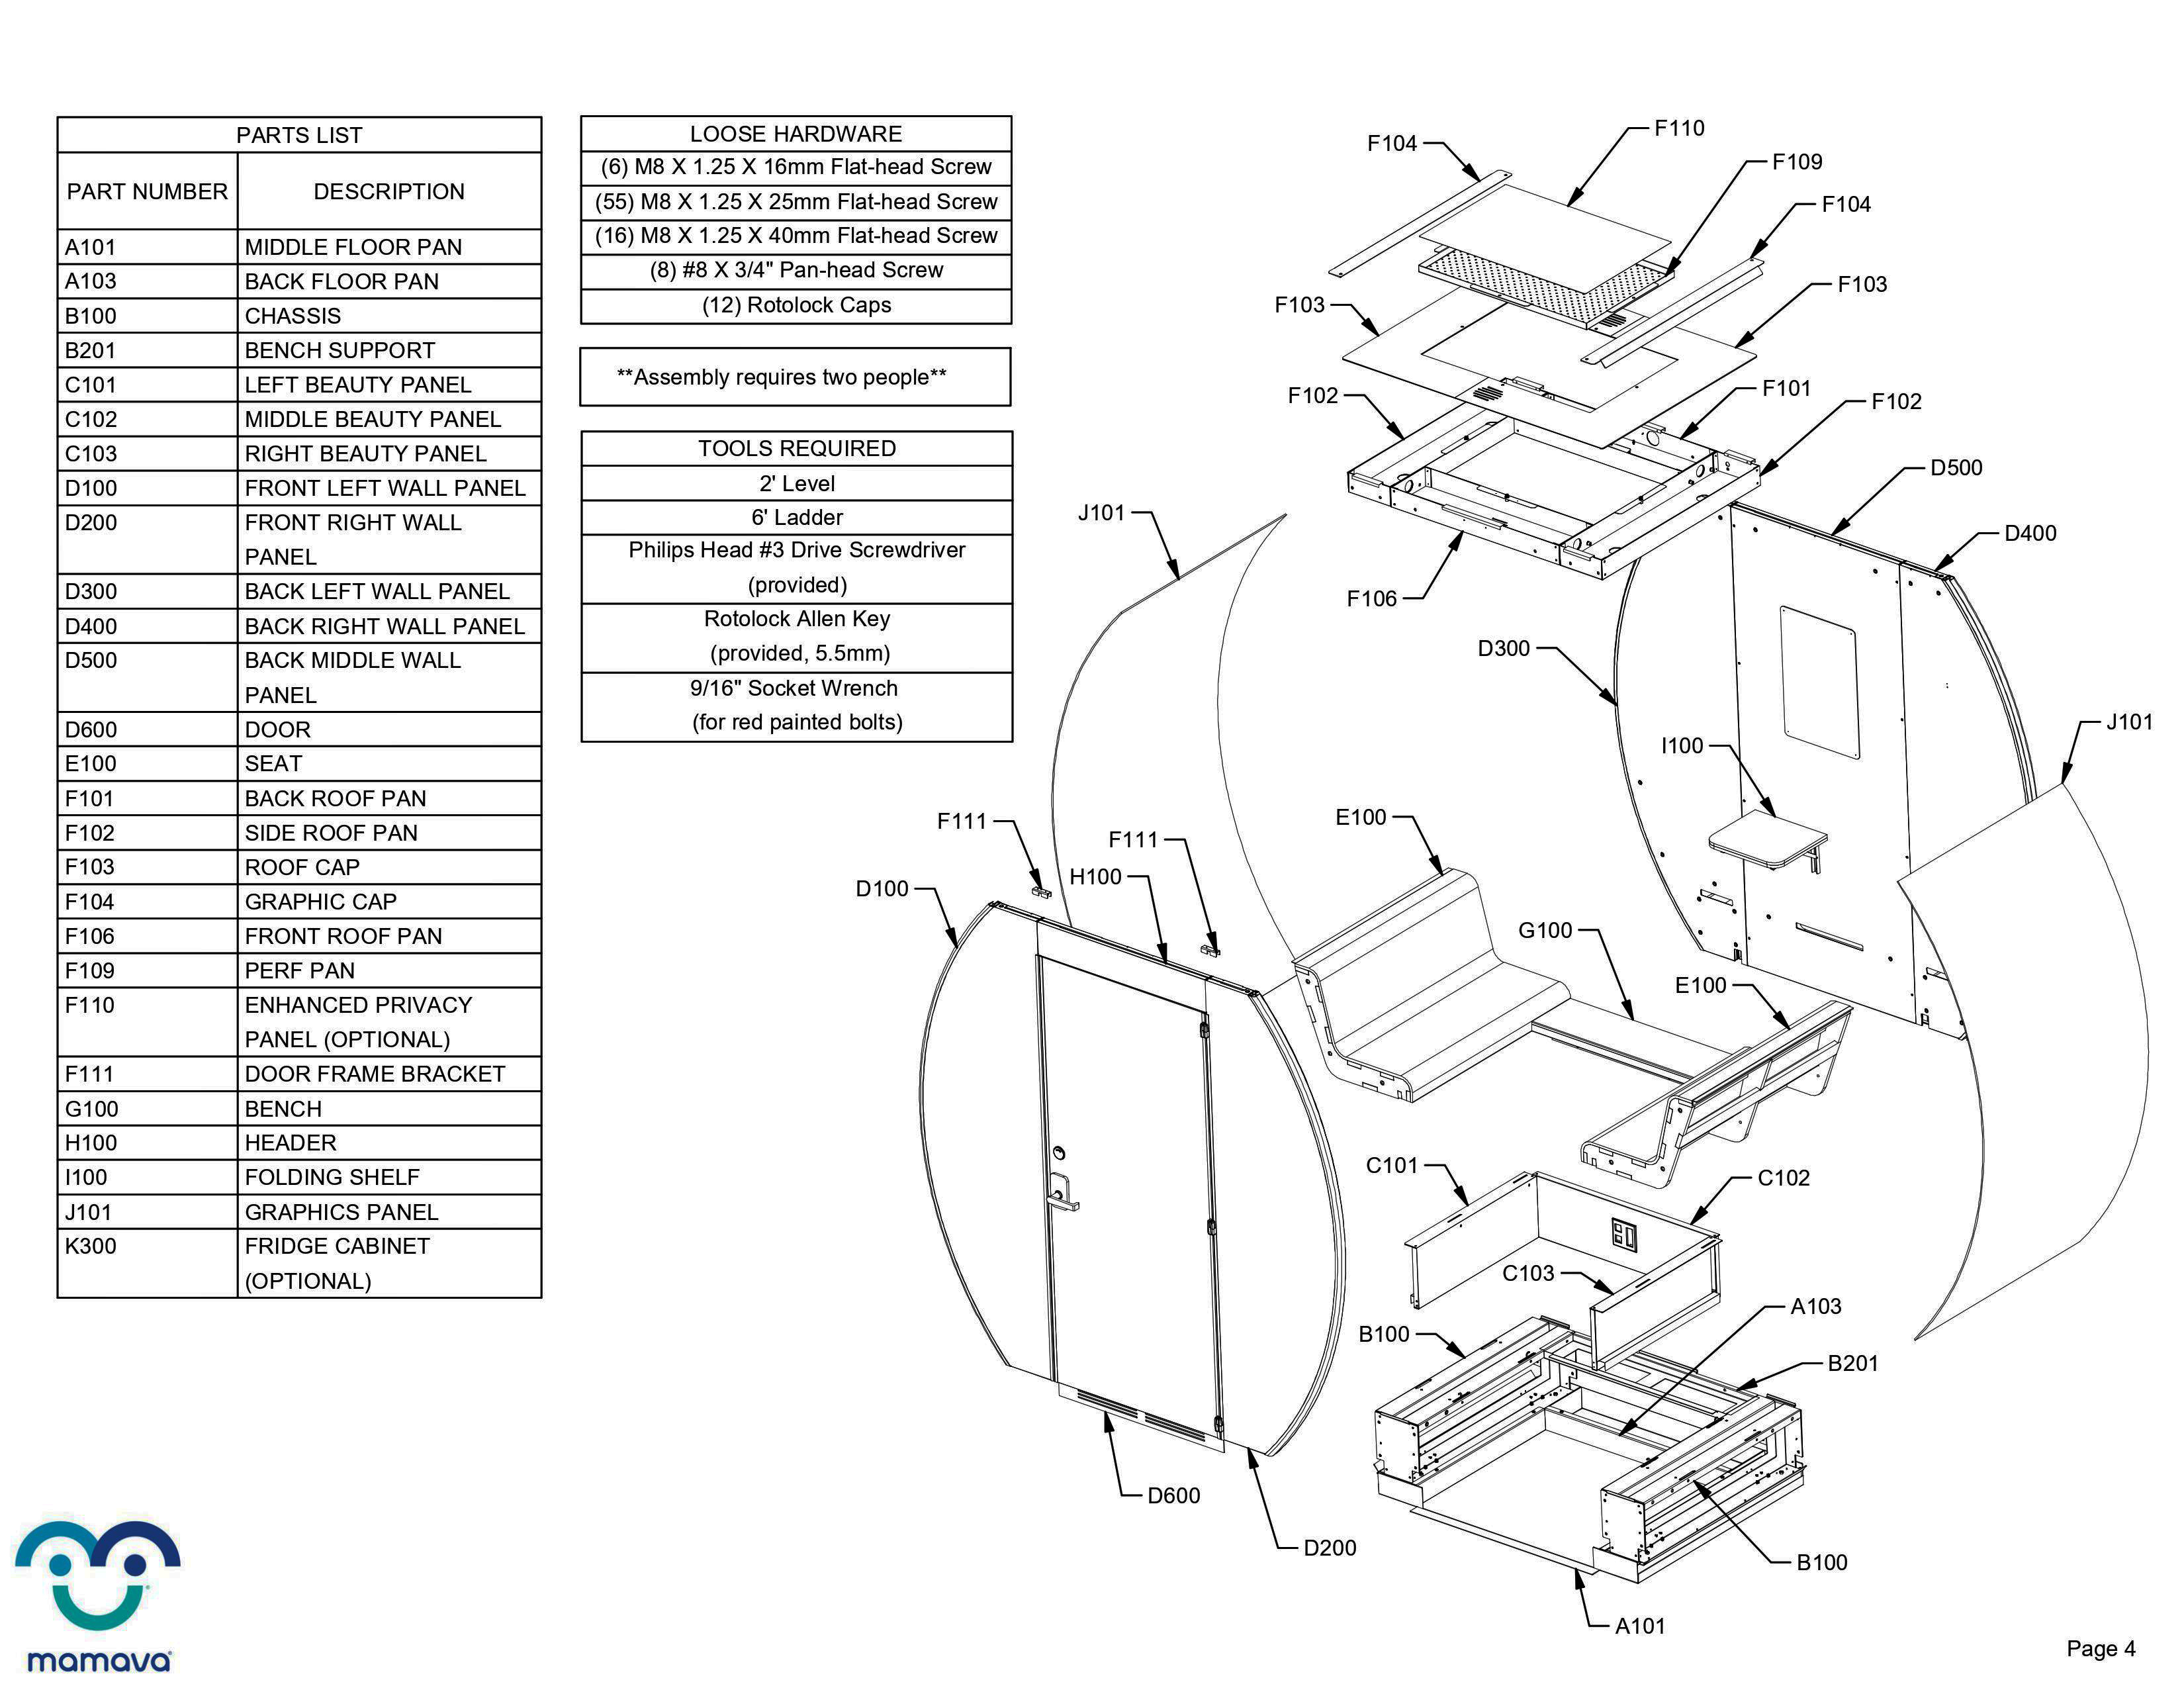 PARTS LIST
PART NUMBER DESCRIPTION
A101 MIDDLE FLOOR PAN
A103 BACK FLOOR PAN
B100 CHASSIS
B201 BENCH SUPPORT
C101 LEFT BEAUTY PANEL
C102 MIDDLE BEAUTY PANEL
C103 RIGHT BEAUTY PANEL
D100 FRONT LEFT WALL PANEL
D200 FRONT RIGHT WALL
PANEL
D300 BACK LEFT WALL PANEL
D400 BACK RIGHT WALL PANEL
D500 BACK MIDDLE WALL
PANEL
D600 DOOR
E100 SEAT
F101 BACK ROOF PAN
F102 SIDE ROOF PAN
F103 ROOF CAP
F104 GRAPHIC CAP
F106 FRONT ROOF PAN
F109 PERF PAN
F110 ENHANCED PRIVACY
PANEL (OPTIONAL)
F111 DOOR FRAME BRACKET
G100 BENCH
H100 HEADER
I100 FOLDING SHELF
J101 GRAPHICS PANEL
K300 FRIDGE CABINET
(OPTIONAL)
LOOSE HARDWARE
(6) M8 X 1.25 X 16mm Flat-head Screw
(55) M8 X 1.25 X 25mm Flat-head Screw
(16) M8 X 1.25 X 40mm Flat-head Screw
(8) #8 X 3/4" Pan-head Screw
(12) Rotolock Caps
**Assembly requires two people**
TOOLS REQUIRED
2' Level
6' Ladder
Philips Head #3 Drive Screwdriver
(provided)
Rotolock Allen Key
(provided, 5.5mm)
9/16" Socket Wrench
(for red painted bolts)
F104
F110
F109
F104
F103
F103
F102
F101
F102
D500
J101
D400
F106
D300
J101
I100
F111
E100
F111
H100
D100
G100
E100
C101
C102
C103
A103
B100
B201
D600
D200
B100
A101
mamava
Page 4